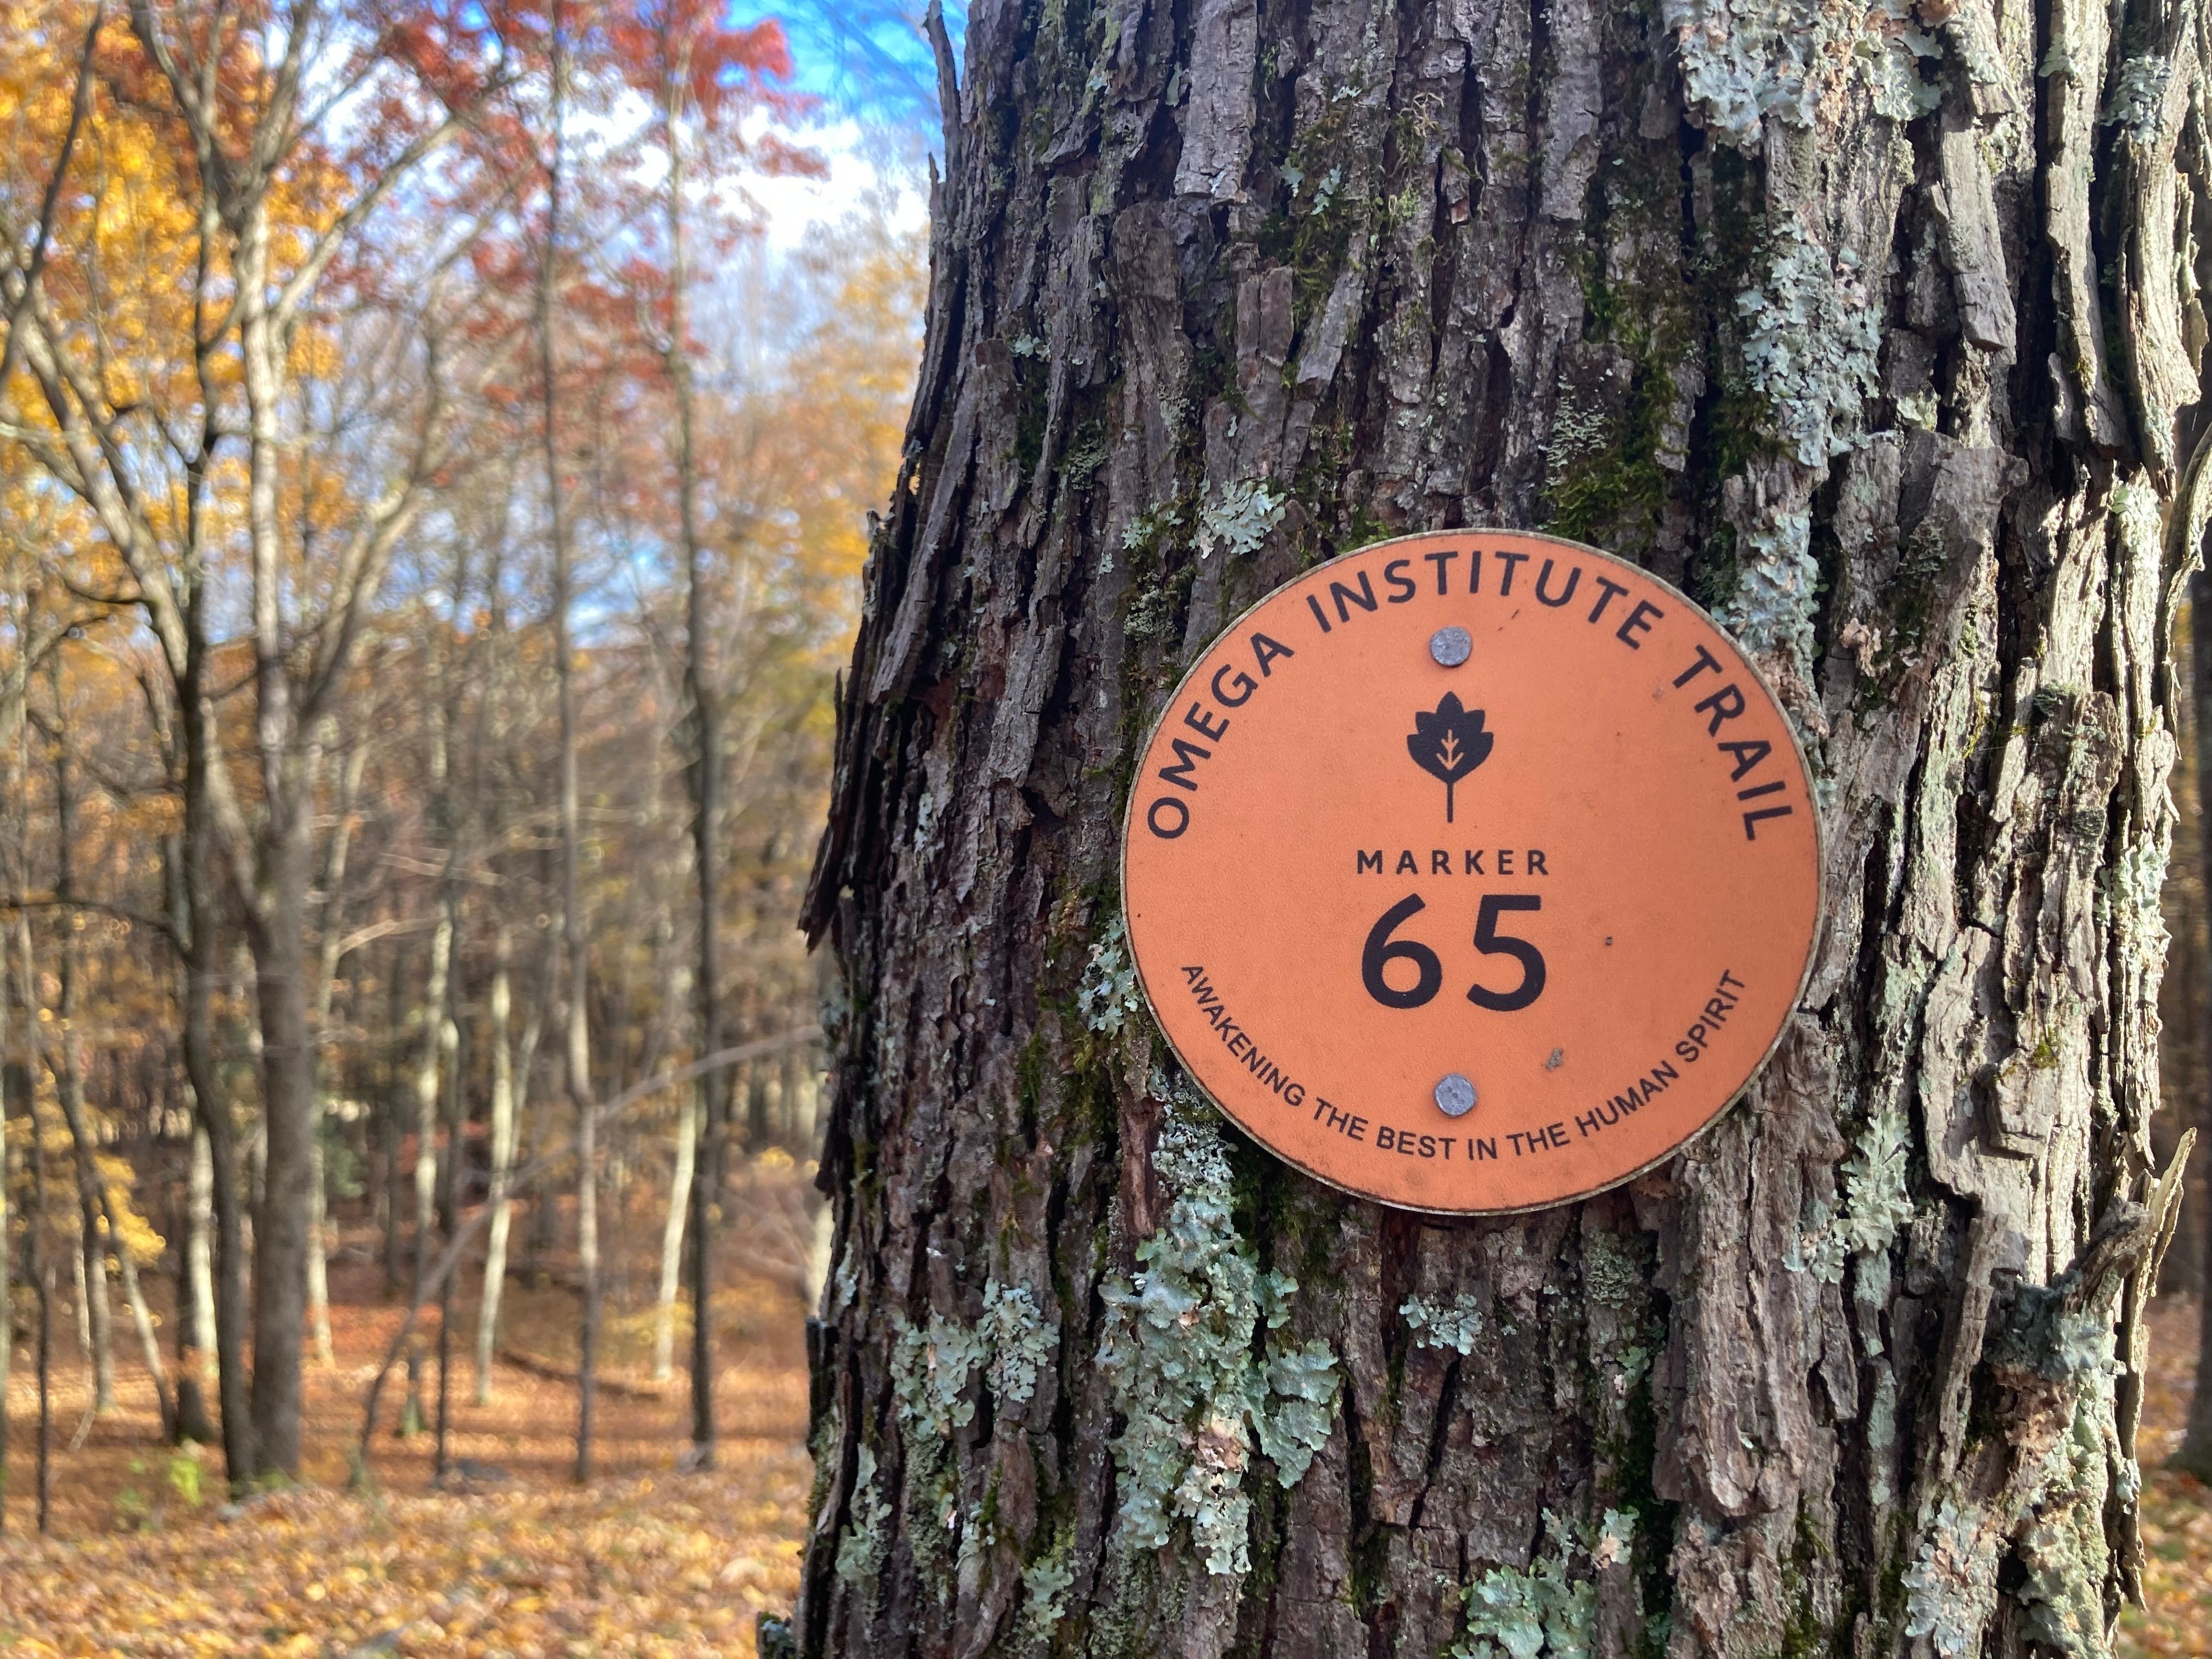 OMEGA INSTITUTE TRAIL
MARKER
65
AWAKENING THE BEST IN THE HUMAN SPIRIT